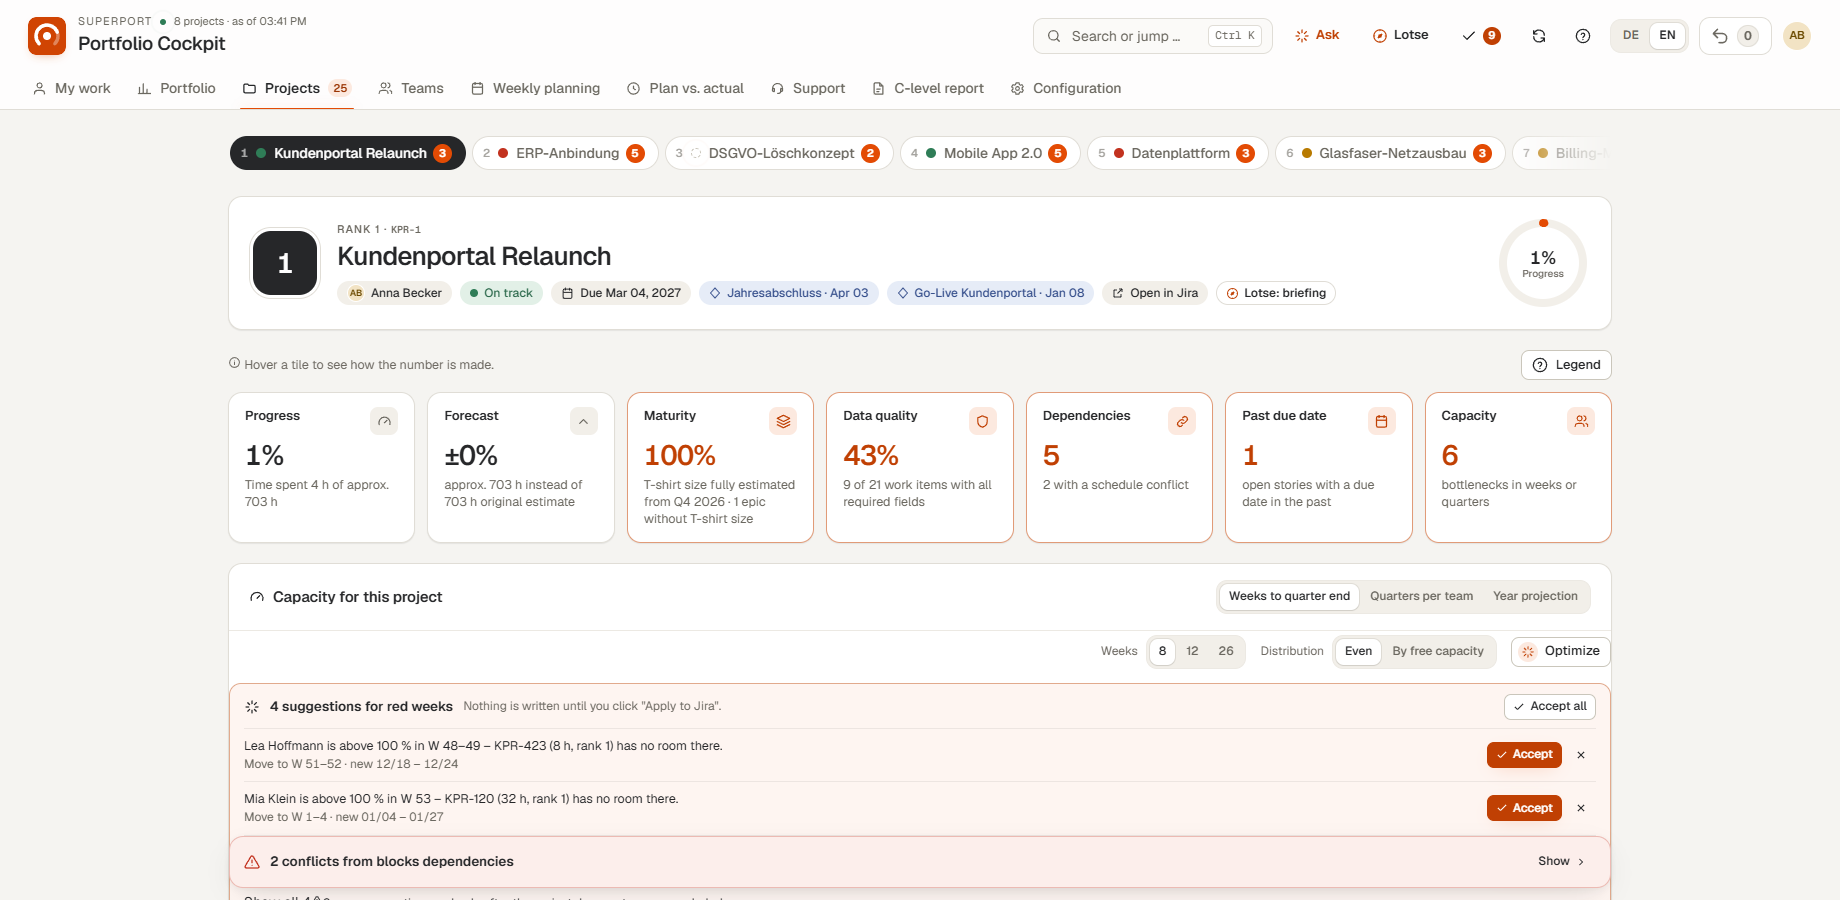 SUPERPORT 8 projects · as of 03:41 PM
Portfolio Cockpit
Search or jump ... Ctrl K
Ask
Lotse
9
DE EN
0
AB
My work
Portfolio
Projects 25
Teams
Weekly planning
Plan vs. actual
Support
C-level report
Configuration
1 Kundenportal Relaunch 3
2 ERP-Anbindung 5
3 DSGVO-Löschkonzept 2
4 Mobile App 2.0 5
5 Datenplattform 3
6 Glasfaser-Netzausbau 3
7 Billing-
1
RANK 1 · KPR-1
Kundenportal Relaunch
AB Anna Becker
On track
Due Mar 04, 2027
Jahresabschluss · Apr 03
Go-Live Kundenportal · Jan 08
Open in Jira
Lotse: briefing
1%
Progress
Hover a tile to see how the number is made.
Legend
Progress
1%
Time spent 4 h of approx.
703 h
Forecast
±0%
approx. 703 h instead of
703 h original estimate
Maturity
100%
T-shirt size fully estimated
from Q4 2026 · 1 epic
without T-shirt size
Data quality
43%
9 of 21 work items with all
required fields
Dependencies
5
2 with a schedule conflict
Past due date
1
open stories with a due
date in the past
Capacity
6
bottlenecks in weeks or
quarters
Capacity for this project
Weeks to quarter end Quarters per team Year projection
Weeks 8 12 26 Distribution Even By free capacity Optimize
4 suggestions for red weeks Nothing is written until you click "Apply to Jira".
Accept all
Lea Hoffmann is above 100 % in W 48–49 – KPR-423 (8 h, rank 1) has no room there.
Move to W 51–52 · new 12/18 – 12/24
Accept
Mia Klein is above 100 % in W 53 – KPR-120 (32 h, rank 1) has no room there.
Move to W 1–4 · new 01/04 – 01/27
Accept
2 conflicts from blocks dependencies
Show